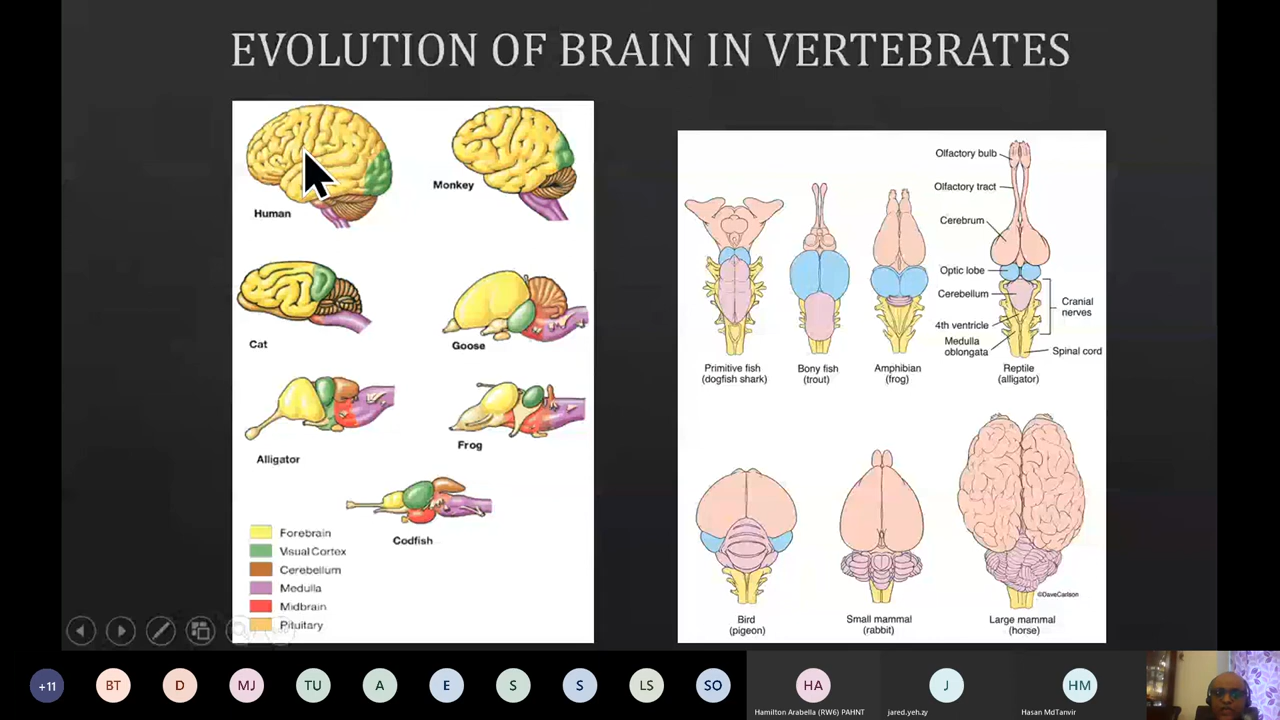 EVOLUTION OF BRAIN IN VERTEBRATES
Human
Monkey
Cat
Goose
Alligator
Frog
Codfish
Forebrain
Visual Cortex
Cerebellum
Medulla
Midbrain
Pituitary
Olfactory bulb
Olfactory tract
Cerebrum
Optic lobe
Cerebellum
4th ventricle
Medulla
oblongata
Cranial
nerves
Spinal cord
Primitive fish
(dogfish shark)
Bony fish
(trout)
Amphibian
(frog)
Reptile
(alligator)
©DaveCarlson
Bird
(pigeon)
Small mammal
(rabbit)
Large mammal
(horse)
+11
BT
D
MJ
TU
A
E
S
S
LS
SO
HA
J
HM
Hamilton Arabella (RW6) PAHNT
jared.yeh.zy
Hasan MdTanvir